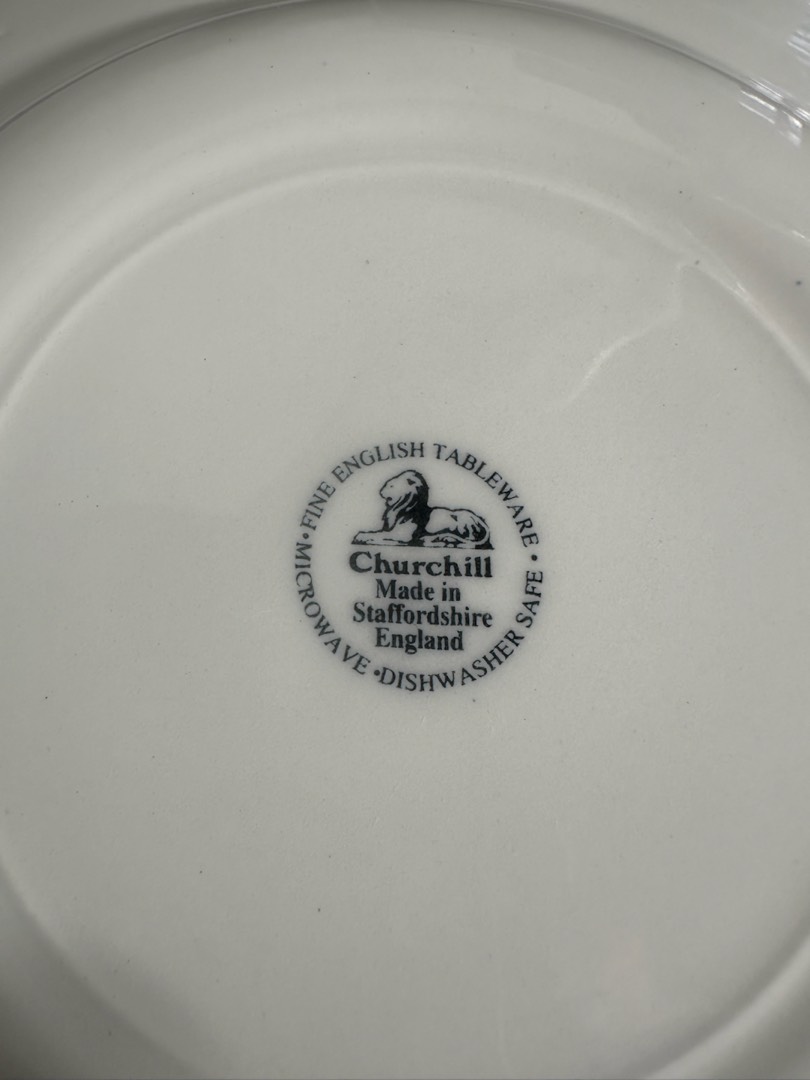 • FINE ENGLISH TABLEWARE •
Churchill
Made in
Staffordshire
England
MICROWAVE • DISHWASHER SAFE